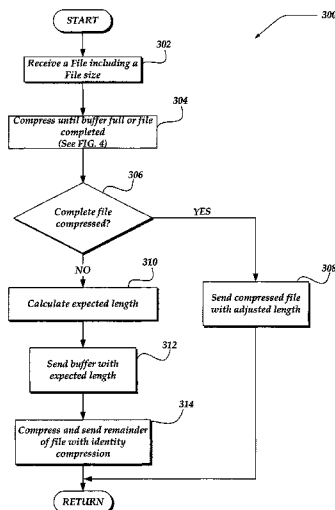 START
300
302
Receive a File including a
File size
304
Compress until buffer full or file
completed
(See FIG. 4)
306
Complete file
compressed?
YES
NO
310
308
Calculate expected length
Send compressed file
with adjusted length
312
Send buffer with
expected length
314
Compress and send remainder
of file with identity
compression
RETURN